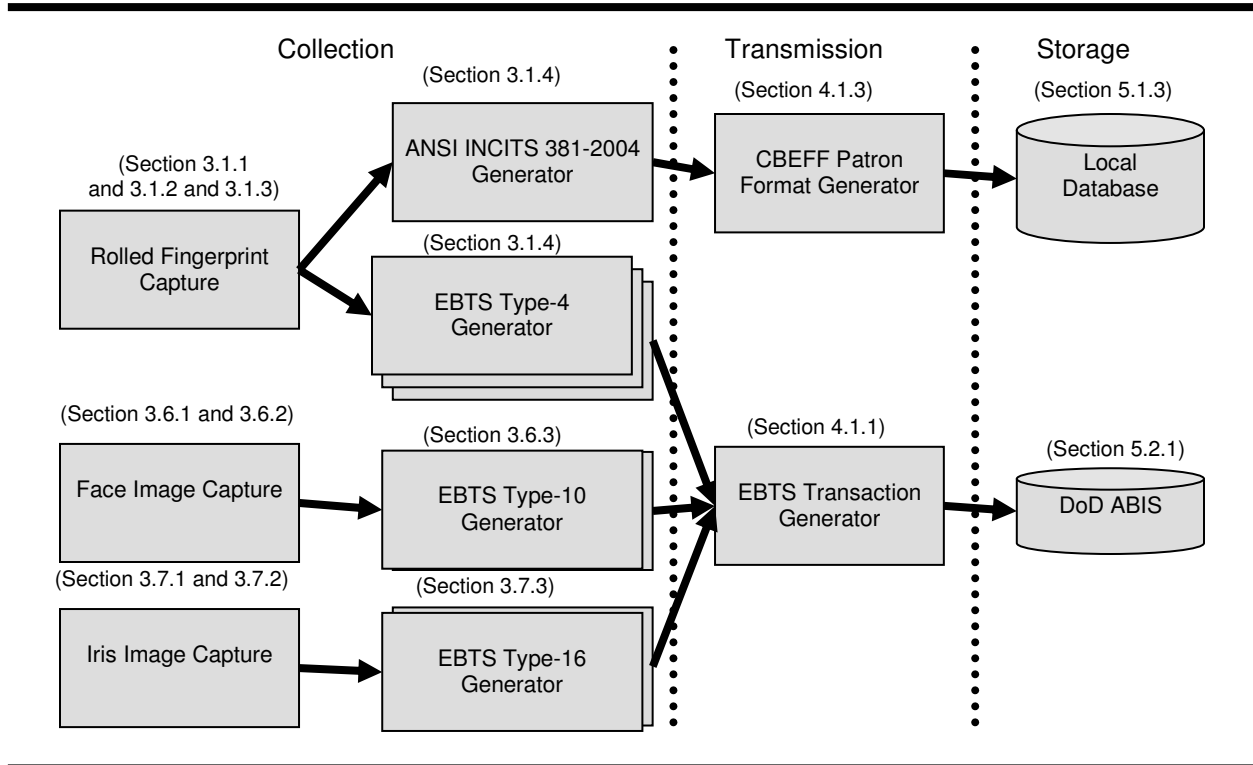 Collection
Transmission
Storage
(Section 3.1.4)
(Section 4.1.3)
(Section 5.1.3)
ANSI INCITS 381-2004
Generator
CBEFF Patron
Format Generator
Local
Database
(Section 3.1.1
and 3.1.2 and 3.1.3)
Rolled Fingerprint
Capture
(Section 3.1.4)
EBTS Type-4
Generator
(Section 3.6.1 and 3.6.2)
Face Image Capture
(Section 3.6.3)
EBTS Type-10
Generator
(Section 4.1.1)
EBTS Transaction
Generator
(Section 5.2.1)
DoD ABIS
(Section 3.7.1 and 3.7.2)
Iris Image Capture
(Section 3.7.3)
EBTS Type-16
Generator